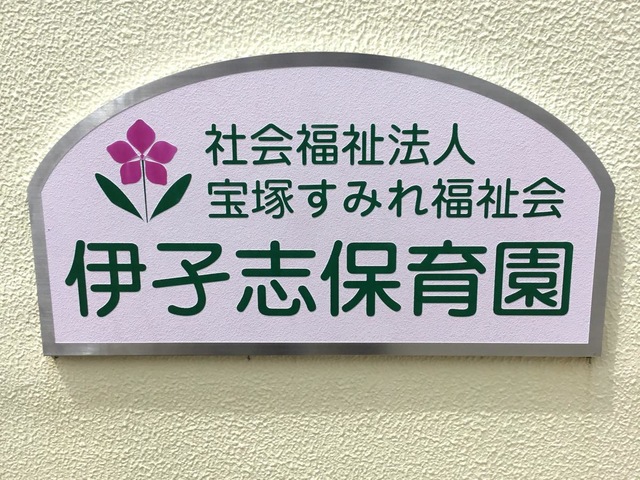 社会福祉法人
宝塚すみれ福祉会
伊孑志保育園